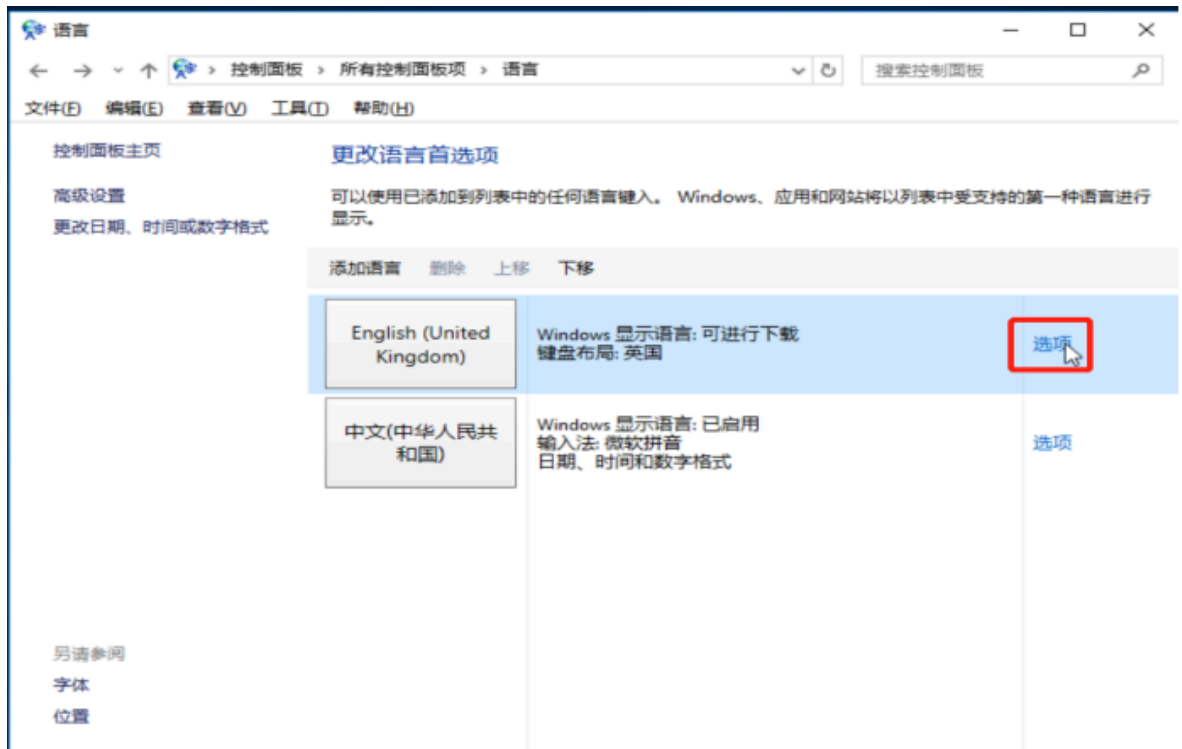 语言
控制面板 › 所有控制面板项 › 语言
搜索控制面板
文件(F) 编辑(E) 查看(V) 工具(T) 帮助(H)
控制面板主页
高级设置
更改日期、时间或数字格式
更改语言首选项
可以使用已添加到列表中的任何语言键入。 Windows、应用和网站将以列表中受支持的第一种语言进行
显示。
添加语言 删除 上移 下移
English (United
Kingdom)
Windows 显示语言: 可进行下载
键盘布局: 英国
选项
中文(中华人民共
和国)
Windows 显示语言: 已启用
输入法: 微软拼音
日期、时间和数字格式
选项
另请参阅
字体
位置